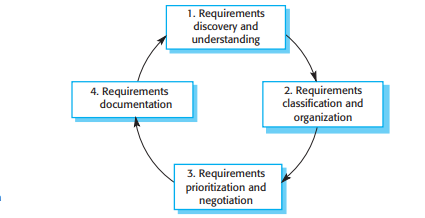 1. Requirements
discovery and
understanding
2. Requirements
classification and
organization
3. Requirements
prioritization and
negotiation
4. Requirements
documentation